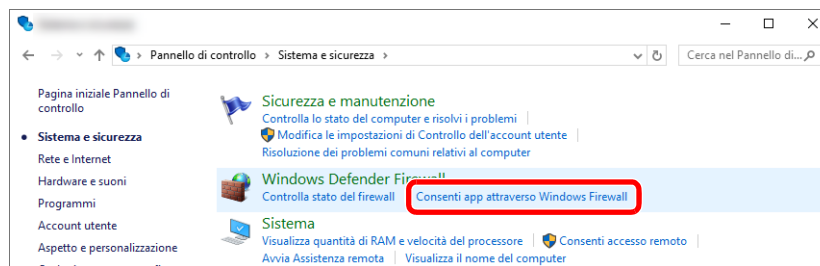 Pannello di controllo > Sistema e sicurezza >
Cerca nel Pannello di...
Pagina iniziale Pannello di
controllo
Sistema e sicurezza
Rete e Internet
Hardware e suoni
Programmi
Account utente
Aspetto e personalizzazione
Sicurezza e manutenzione
Controlla lo stato del computer e risolvi i problemi
Modifica le impostazioni di Controllo dell'account utente
Risoluzione dei problemi comuni relativi al computer
Windows Defender Firewall
Controlla stato del firewall
Consenti app attraverso Windows Firewall
Sistema
Visualizza quantità di RAM e velocità del processore
Consenti accesso remoto
Avvia Assistenza remota
Visualizza il nome del computer